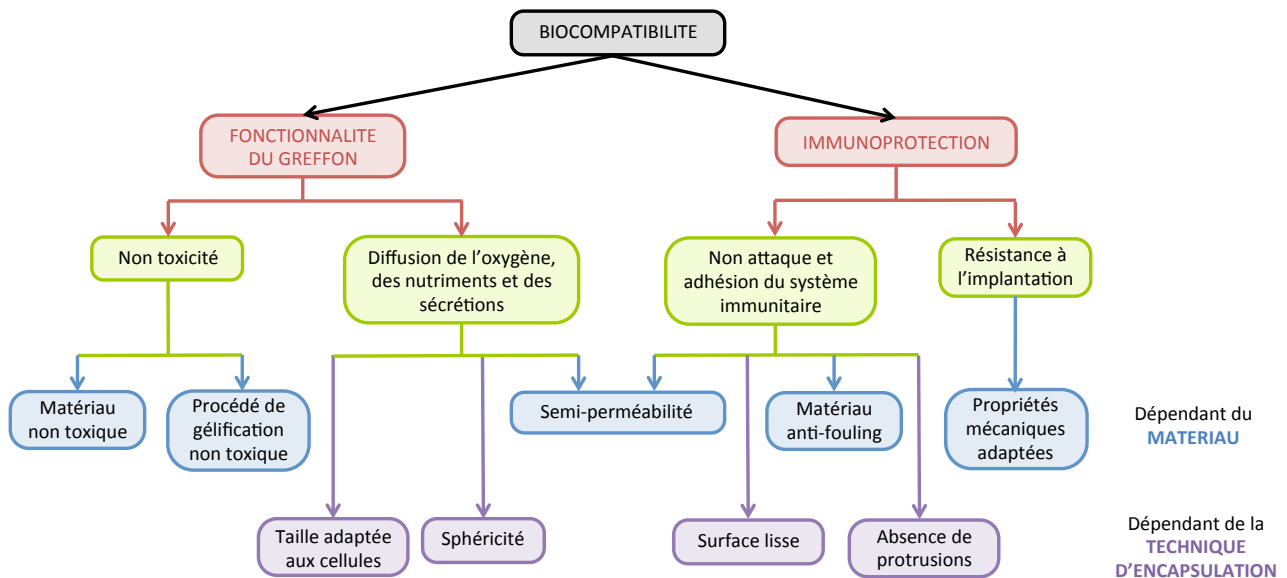 BIOCOMPATIBILITE
FONCTIONNALITE
DU GREFFON
IMMUNOPROTECTION
Non toxicité
Diffusion de l'oxygène,
des nutriments et des
sécrétions
Non attaque et
adhésion du système
immunitaire
Résistance à
l'implantation
Matériau
non toxique
Procédé de
gélification
non toxique
Semi-perméabilité
Matériau
anti-fouling
Propriétés
mécaniques
adaptées
Dépendant du
MATERIAU
Taille adaptée
aux cellules
Sphéricité
Surface lisse
Absence de
protrusions
Dépendant de la
TECHNIQUE
D'ENCAPSULATION